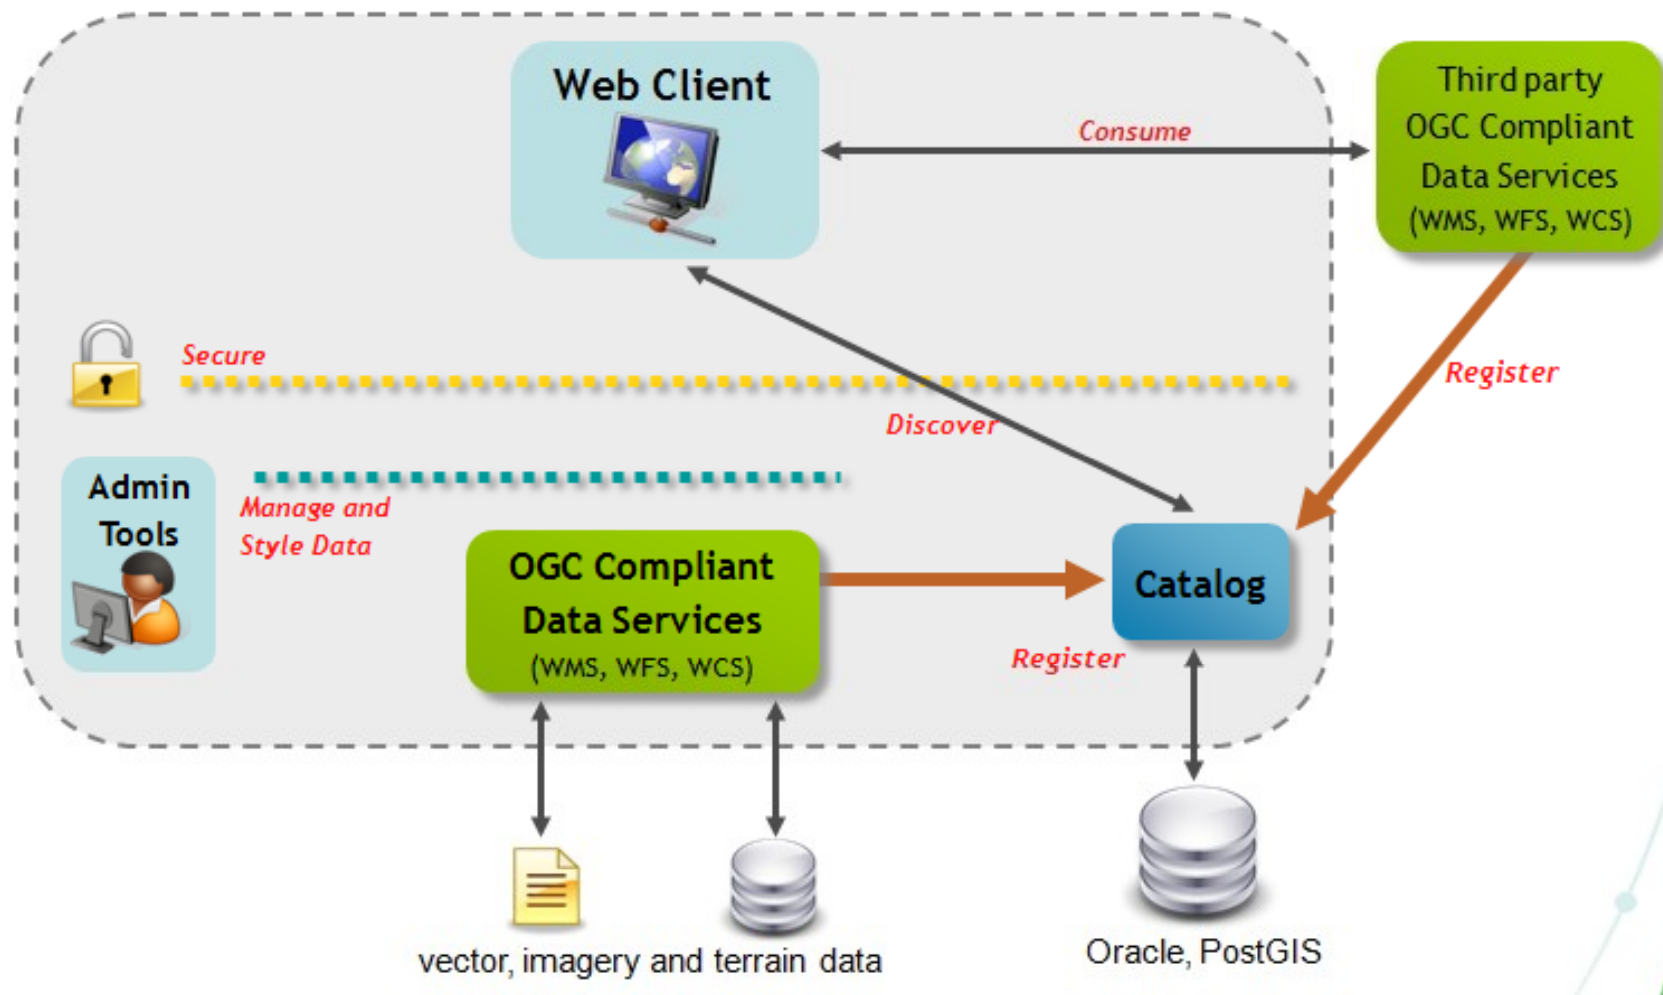 Web Client
Third party
OGC Compliant
Data Services
(WMS, WFS, WCS)
Consume
Secure
Register
Discover
Admin
Tools
Manage and
Style Data
OGC Compliant
Data Services
(WMS, WFS, WCS)
Catalog
Register
vector, imagery and terrain data
Oracle, PostGIS